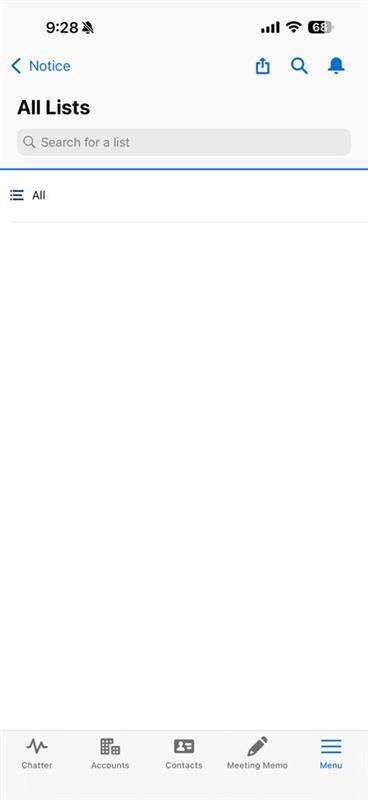 9:28
68
Notice
All Lists
Search for a list
All
Chatter
Accounts
Contacts
Meeting Memo
Menu